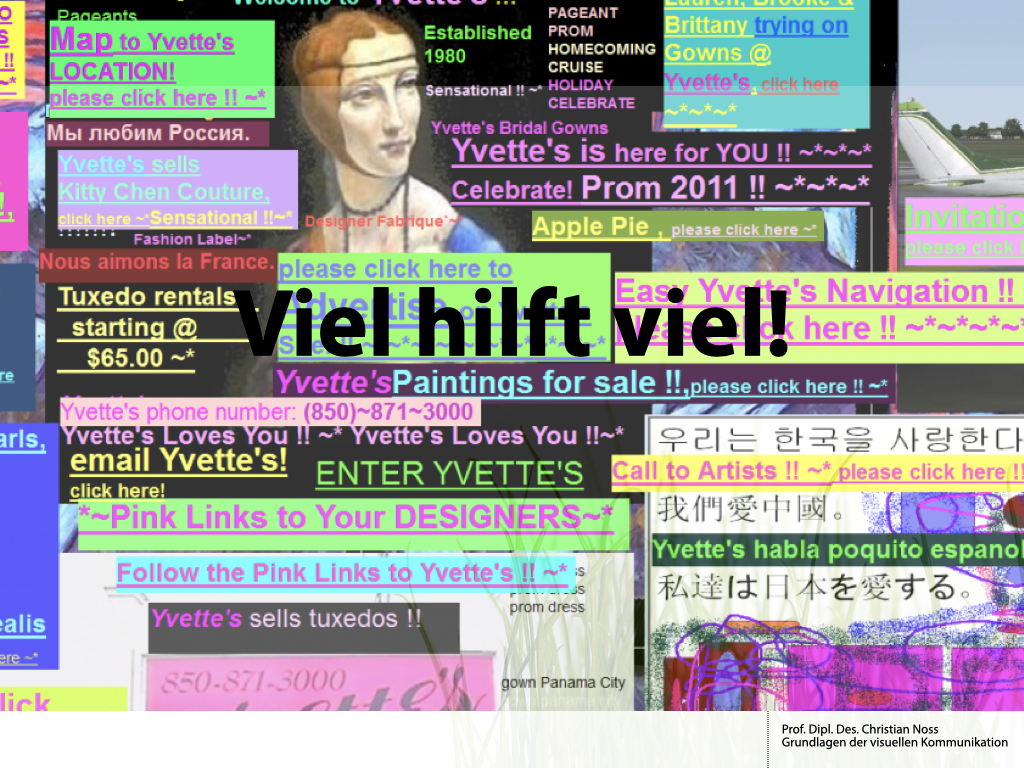 Welcome to Yvette's !!!
Pageants
Map to Yvette's
LOCATION!
please click here !! ~*
Мы любим Россия.
Yvette's sells
Kitty Chen Couture,
click here ~*Sensational !!~*
Fashion Label~*
Nous aimons la France.
Tuxedo rentals
starting @
$65.00 ~*
Established
1980
Sensational !! ~*
PAGEANT
PROM
HOMECOMING
CRUISE
HOLIDAY
CELEBRATE
Lauren, Brooke &
Brittany trying on
Gowns @
Yvette's, click here
~*~*~*
Yvette's Bridal Gowns
Yvette's is here for YOU !! ~*~*~*
Celebrate! Prom 2011 !! ~*~*~*
Designer Fabrique`~*
Apple Pie , please click here ~*
Invitatio
please click
please click here to
Advertise
Easy Yvette's Navigation !!
please click here !! ~*~*~*~*
Viel hilft viel!
Yvette'sPaintings for sale !!,please click here !! ~*
Yvette's phone number: (850)~871~3000
Yvette's Loves You !! ~* Yvette's Loves You !!~*
email Yvette's!
click here!
ENTER YVETTE'S
*~Pink Links to Your DESIGNERS~*
Follow the Pink Links to Yvette's !! ~*
prom dress
Yvette's sells tuxedos !!
850-871-3000
gown Panama City
우리는 한국을 사랑한다
Call to Artists !! ~* please click here !!
我們愛中國。
Yvette's habla poquito espanol
私達は日本を愛する。
arls,
ealis
ere ~*
lick
Prof. Dipl. Des. Christian Noss
Grundlagen der visuellen Kommunikation